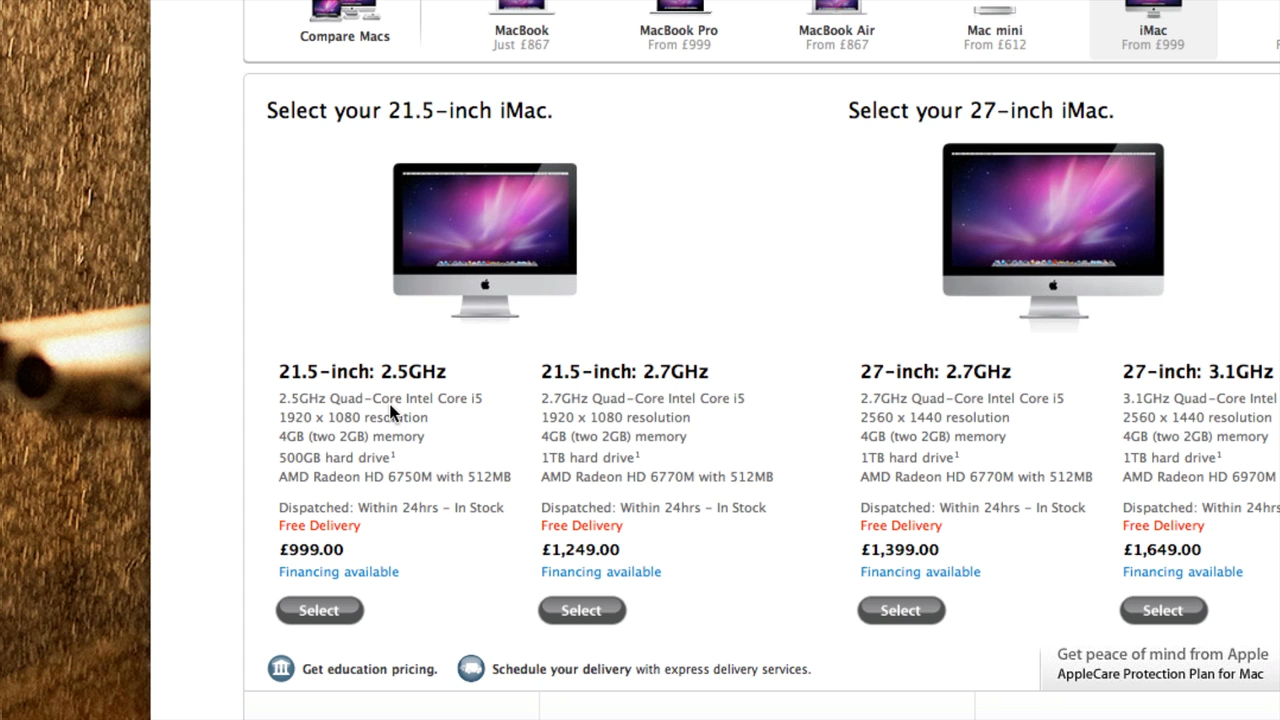 Compare Macs
MacBook
Just £867
MacBook Pro
From £999
MacBook Air
From £867
Mac mini
From £612
iMac
From £999
Select your 21.5-inch iMac.
Select your 27-inch iMac.
21.5-inch: 2.5GHz
2.5GHz Quad-Core Intel Core i5
1920 x 1080 resolution
4GB (two 2GB) memory
500GB hard drive¹
AMD Radeon HD 6750M with 512MB
Dispatched: Within 24hrs - In Stock
Free Delivery
£999.00
Financing available
Select
21.5-inch: 2.7GHz
2.7GHz Quad-Core Intel Core i5
1920 x 1080 resolution
4GB (two 2GB) memory
1TB hard drive¹
AMD Radeon HD 6770M with 512MB
Dispatched: Within 24hrs - In Stock
Free Delivery
£1,249.00
Financing available
Select
27-inch: 2.7GHz
2.7GHz Quad-Core Intel Core i5
2560 x 1440 resolution
4GB (two 2GB) memory
1TB hard drive¹
AMD Radeon HD 6770M with 512MB
Dispatched: Within 24hrs - In Stock
Free Delivery
£1,399.00
Financing available
Select
27-inch: 3.1GHz
3.1GHz Quad-Core Intel
2560 x 1440 resolution
4GB (two 2GB) memory
1TB hard drive¹
AMD Radeon HD 6970M
Dispatched: Within 24hrs
Free Delivery
£1,649.00
Financing available
Select
Get education pricing.
Schedule your delivery with express delivery services.
Get peace of mind from Apple
AppleCare Protection Plan for Mac